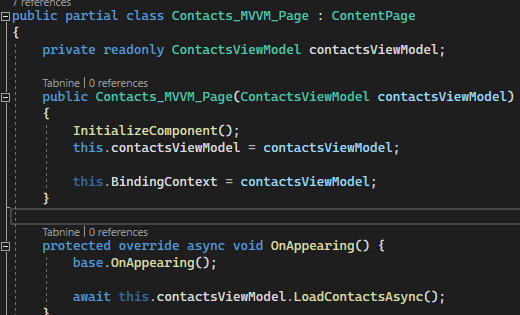 7 references
public partial class Contacts_MVVM_Page : ContentPage
{
private readonly ContactsViewModel contactsViewModel;
Tabnine | 0 references
public Contacts_MVVM_Page(ContactsViewModel contactsViewModel)
{
InitializeComponent();
this.contactsViewModel = contactsViewModel;
this.BindingContext = contactsViewModel;
}
Tabnine | 0 references
protected override async void OnAppearing() {
base.OnAppearing();
await this.contactsViewModel.LoadContactsAsync();
}